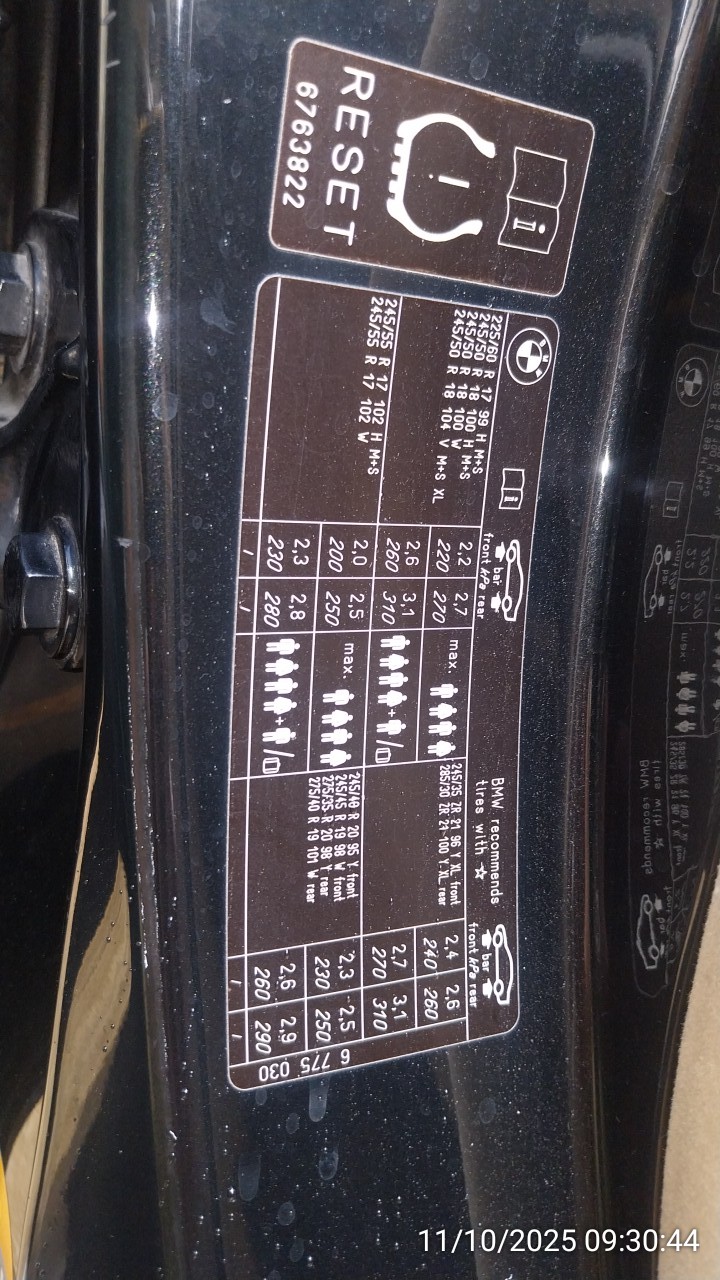 RESET
6763822
BMW
bar
front kPa rear
BMW recommends
tires with ☆
bar
front kPa rear
225/60 R 17 99 H M+S
245/50 R 18 100 H M+S
245/50 R 18 100 W
245/50 R 18 104 V M+S XL
2,2 2,7
220 270
max.
2,6 3,1
260 310
+ /
245/35 ZR 21 96 Y XL front
285/30 ZR 21 100 Y XL rear
2,4 2,6
240 260
2,7 3,1
270 310
245/55 R 17 102 H M+S
245/55 R 17 102 W
2,0 2,5
200 250
max.
2,3 2,8
230 280
+ /
245/40 R 20 95 Y front
245/45 R 19 98 W front
275/35 R 20 98 Y rear
275/40 R 19 101 W rear
2,3 2,5
230 250
2,6 2,9
260 290
/ /
/ /
6 775 030
11/10/2025 09:30:44